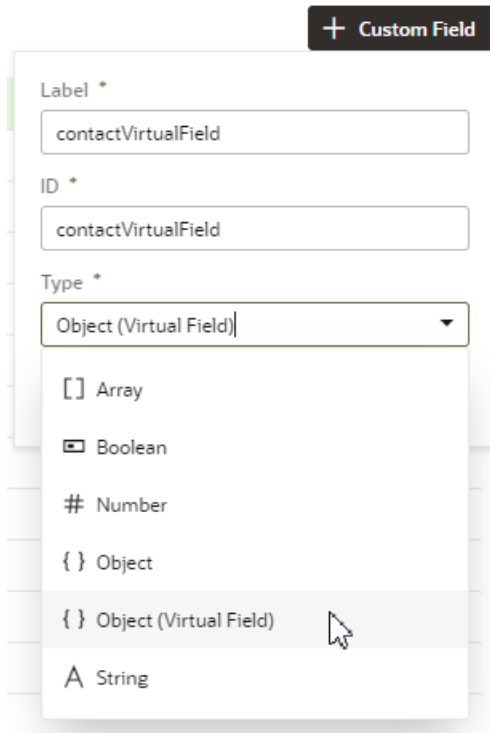 + Custom Field
Label *
contactVirtualField
ID *
contactVirtualField
Type *
Object (Virtual Field)
[] Array
Boolean
# Number
{ } Object
{ } Object (Virtual Field)
A String